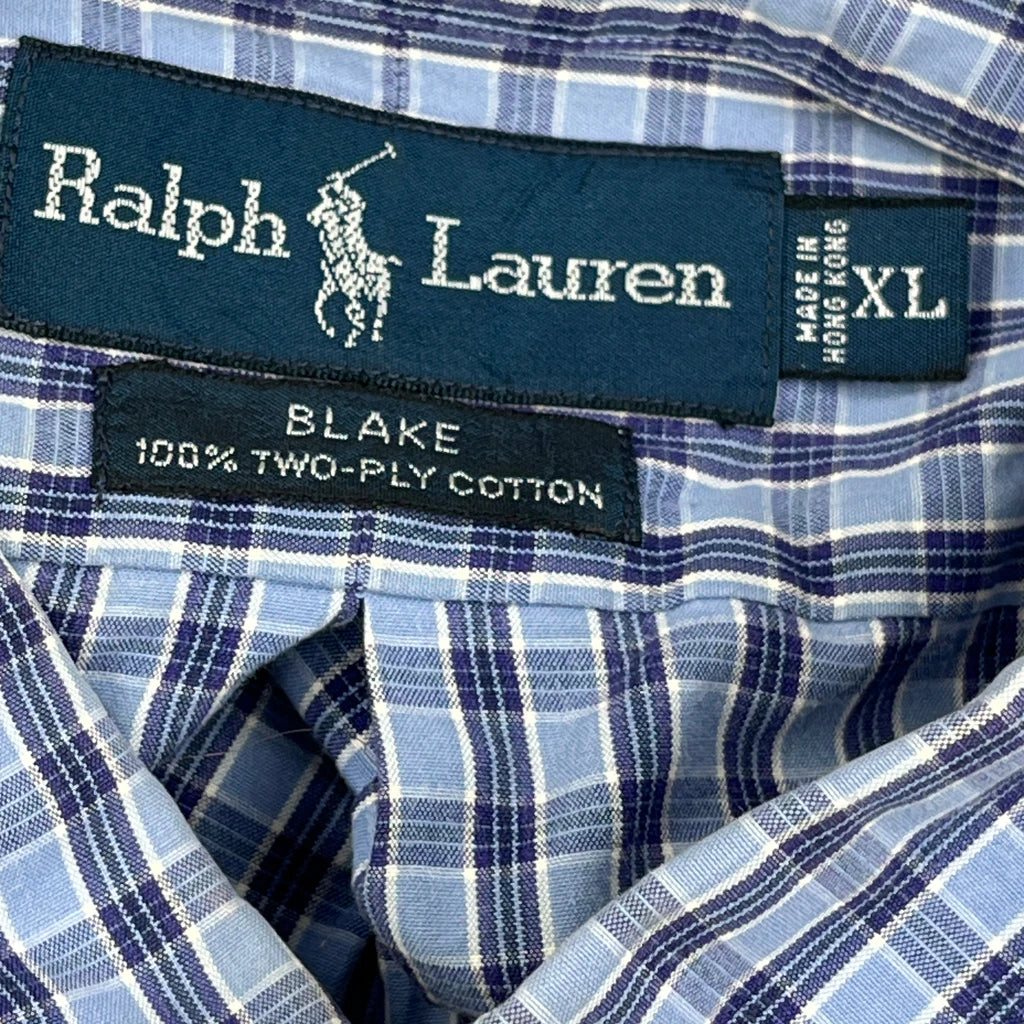 Ralph Lauren
MADE IN
HONG KONG
XL
BLAKE
100% TWO-PLY COTTON